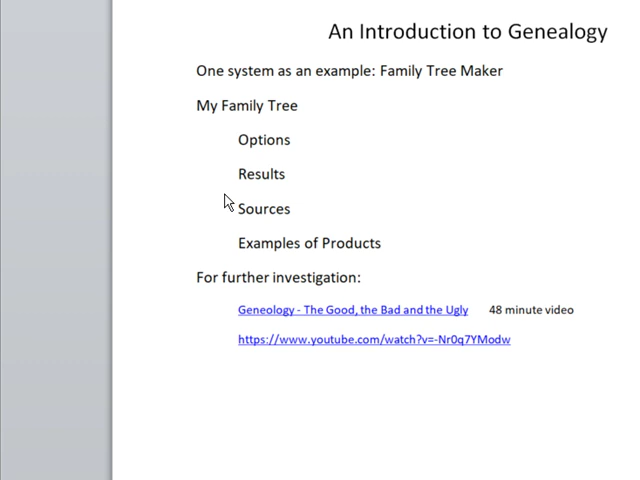 An Introduction to Genealogy
One system as an example: Family Tree Maker
My Family Tree
Options
Results
Sources
Examples of Products
For further investigation:
Geneology - The Good, the Bad and the Ugly 48 minute video
https://www.youtube.com/watch?v=-Nr0q7YModw